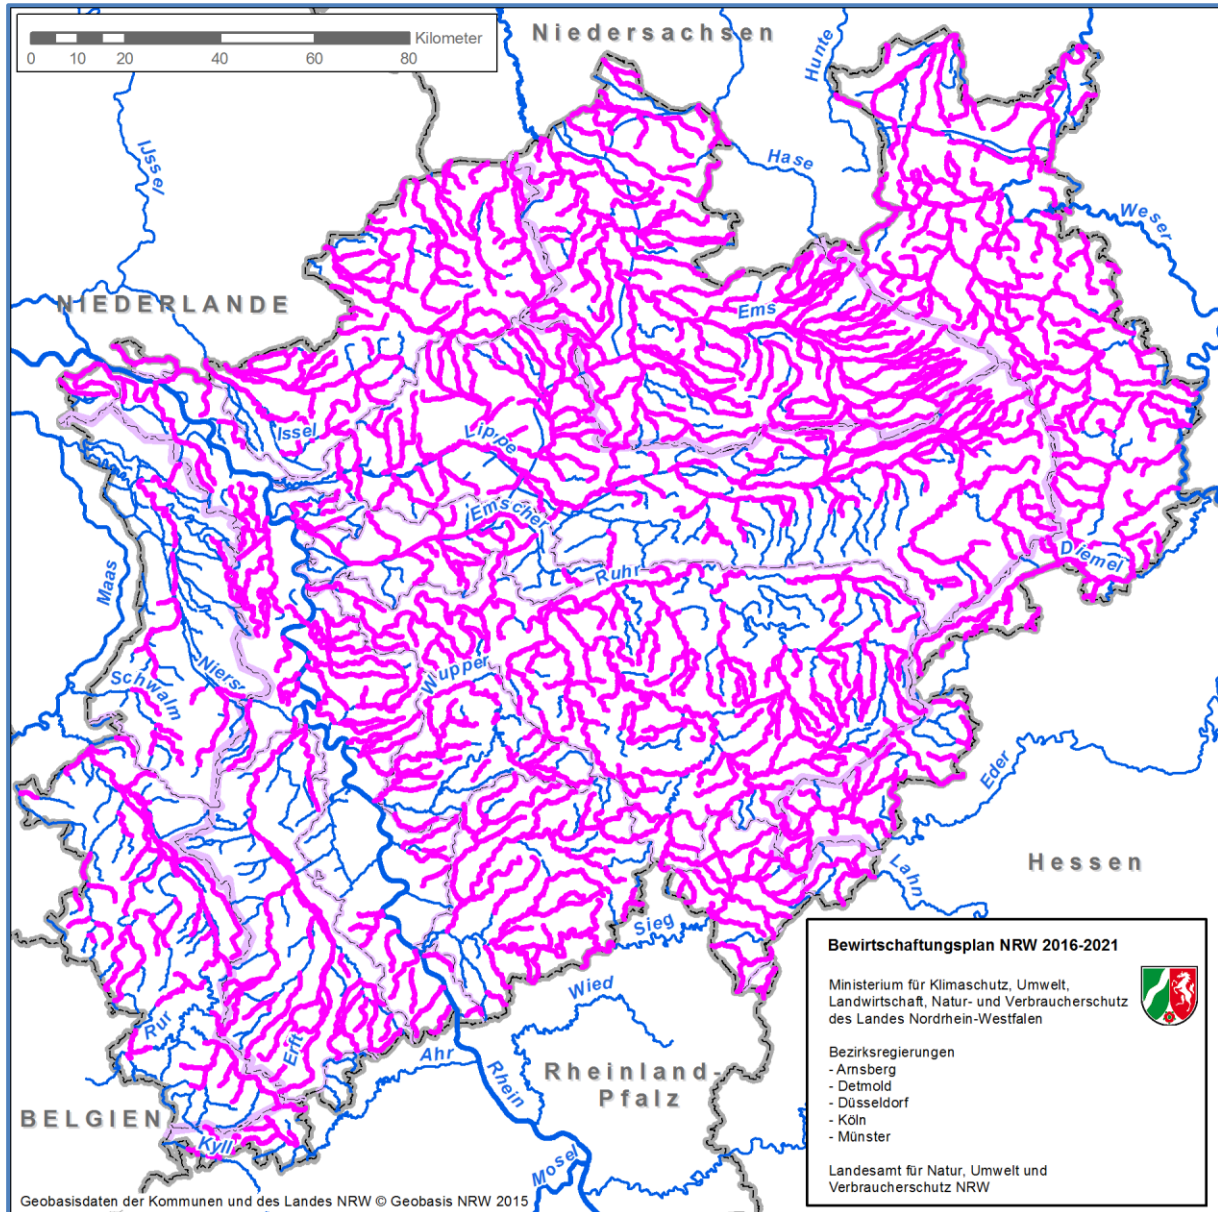 Niedersachsen
Kilometer
0 10 20 40 60 80
Hunte
IJssel
Hase
Weser
NIEDERLANDE
Ems
Issel
Lippe
Emscher
Maas
Ruhr
Diemel
Niers
Schwalm
Wupper
Eder
Hessen
Lahn
Sieg
Wied
Rur
Erft
Ahr
Rhein
Rheinland-
Pfalz
BELGIEN
Kyll
Mosel
Bewirtschaftungsplan NRW 2016-2021
Ministerium für Klimaschutz, Umwelt,
Landwirtschaft, Natur- und Verbraucherschutz
des Landes Nordrhein-Westfalen
Bezirksregierungen
- Arnsberg
- Detmold
- Düsseldorf
- Köln
- Münster
Landesamt für Natur, Umwelt und
Verbraucherschutz NRW
Geobasisdaten der Kommunen und des Landes NRW © Geobasis NRW 2015